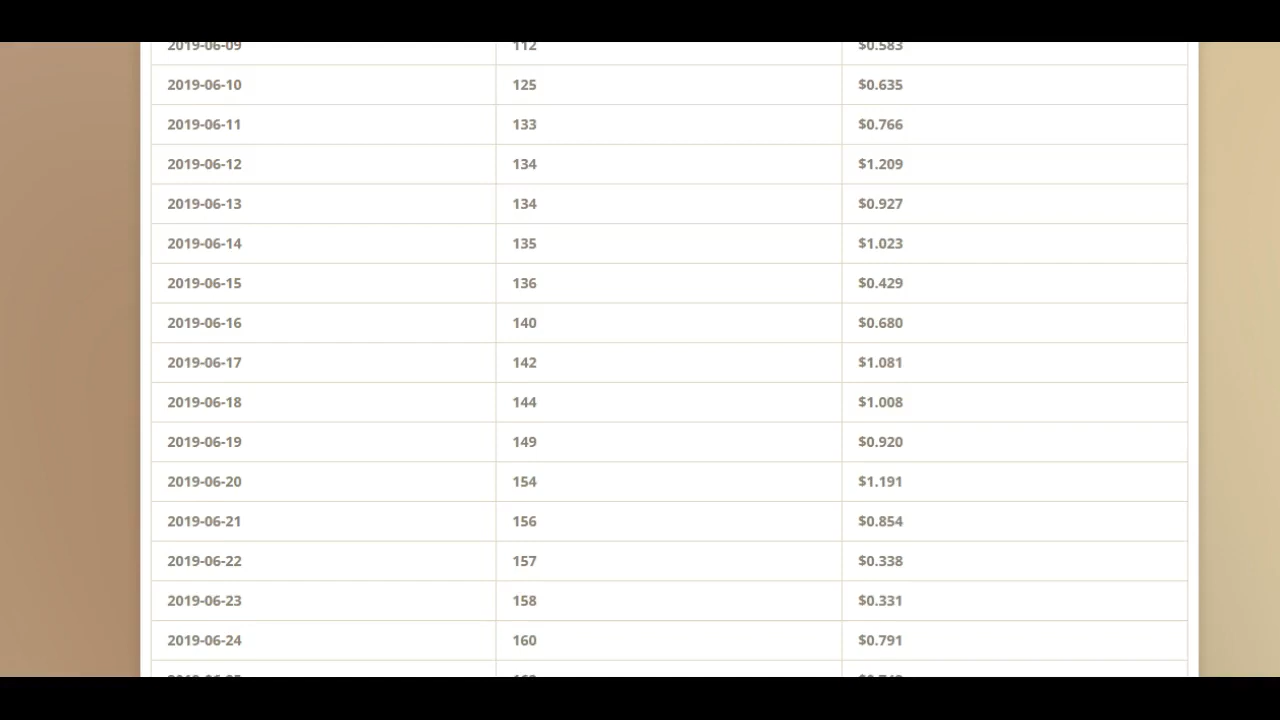 2019-06-09 112 $0.583
2019-06-10 125 $0.635
2019-06-11 133 $0.766
2019-06-12 134 $1.209
2019-06-13 134 $0.927
2019-06-14 135 $1.023
2019-06-15 136 $0.429
2019-06-16 140 $0.680
2019-06-17 142 $1.081
2019-06-18 144 $1.008
2019-06-19 149 $0.920
2019-06-20 154 $1.191
2019-06-21 156 $0.854
2019-06-22 157 $0.338
2019-06-23 158 $0.331
2019-06-24 160 $0.791